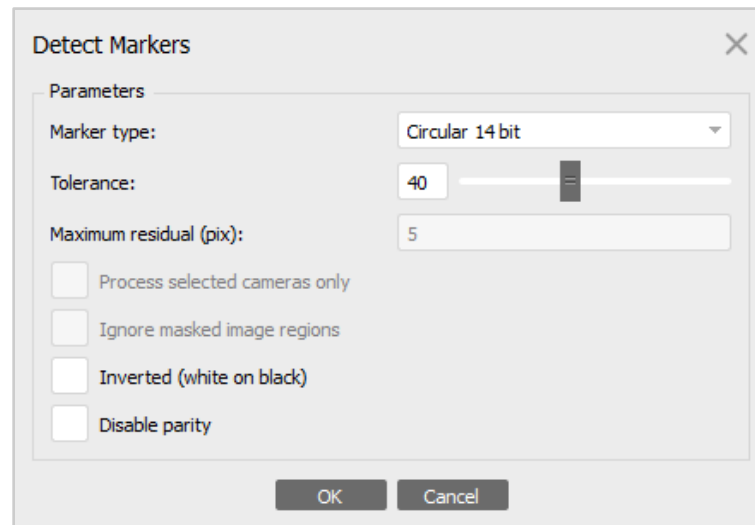 Detect Markers
Parameters
Marker type: Circular 14 bit
Tolerance: 40
Maximum residual (pix): 5
Process selected cameras only
Ignore masked image regions
Inverted (white on black)
Disable parity
OK Cancel